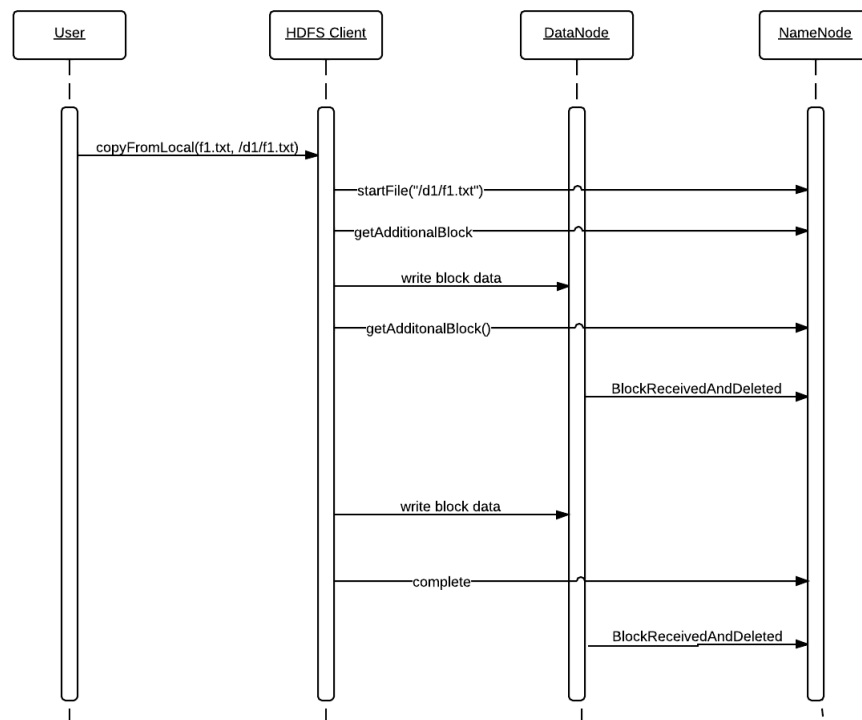 User
HDFS Client
DataNode
NameNode
copyFromLocal(f1.txt, /d1/f1.txt)
startFile("/d1/f1.txt")
getAdditionalBlock
write block data
getAdditonalBlock()
BlockReceivedAndDeleted
write block data
complete
BlockReceivedAndDeleted